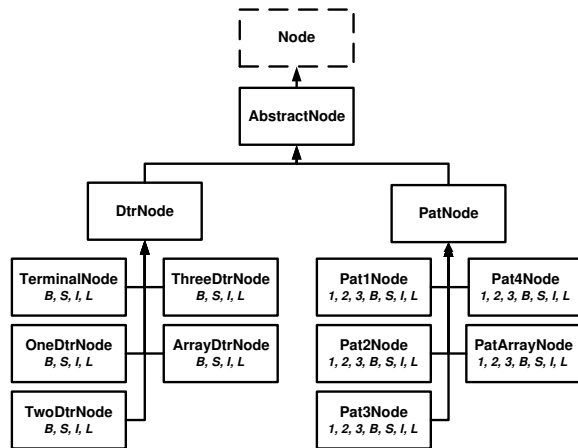 Node
AbstractNode
DtrNode
PatNode
TerminalNode
B, S, I, L
ThreeDtrNode
B, S, I, L
Pat1Node
1, 2, 3, B, S, I, L
Pat4Node
1, 2, 3, B, S, I, L
OneDtrNode
B, S, I, L
ArrayDtrNode
B, S, I, L
Pat2Node
1, 2, 3, B, S, I, L
PatArrayNode
1, 2, 3, B, S, I, L
TwoDtrNode
B, S, I, L
Pat3Node
1, 2, 3, B, S, I, L